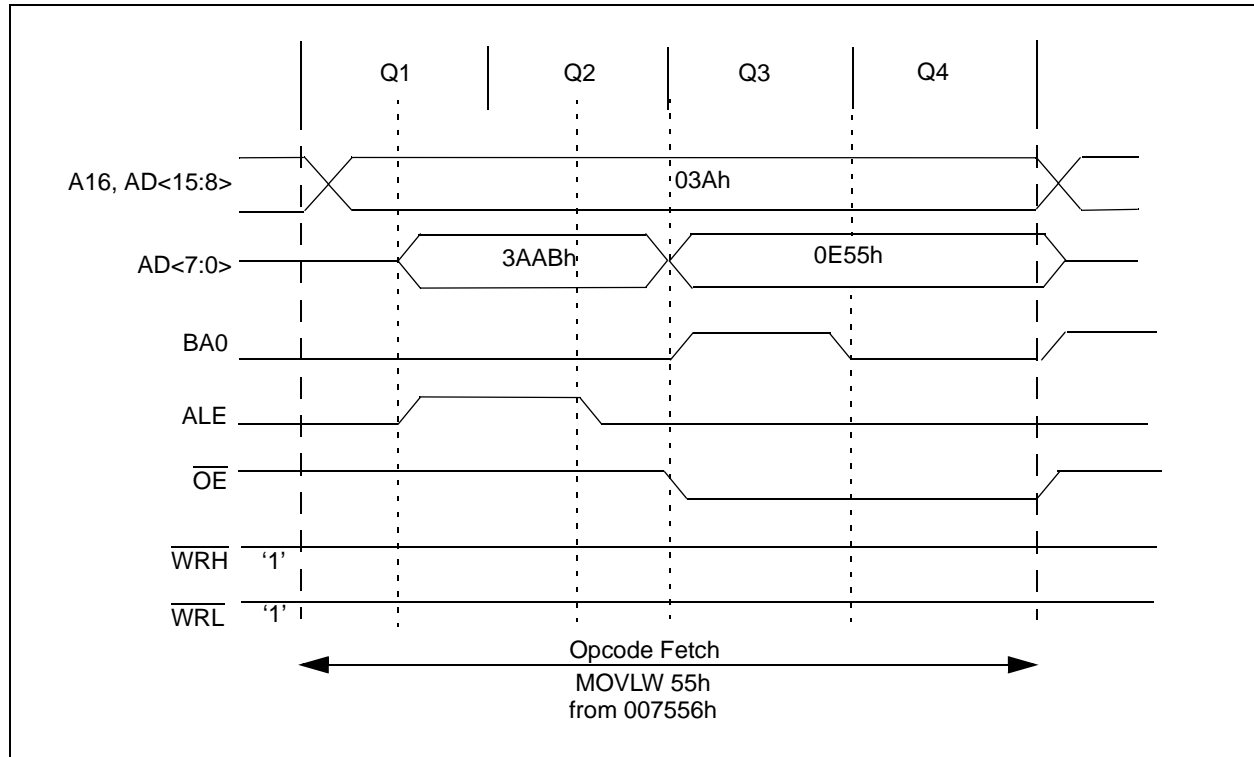 Q1 Q2 Q3 Q4
A16, AD<15:8> 03Ah
AD<7:0> 3AABh 0E55h
BA0
ALE
OE
WRH ‘1’
WRL ‘1’
Opcode Fetch
MOVLW 55h
from 007556h